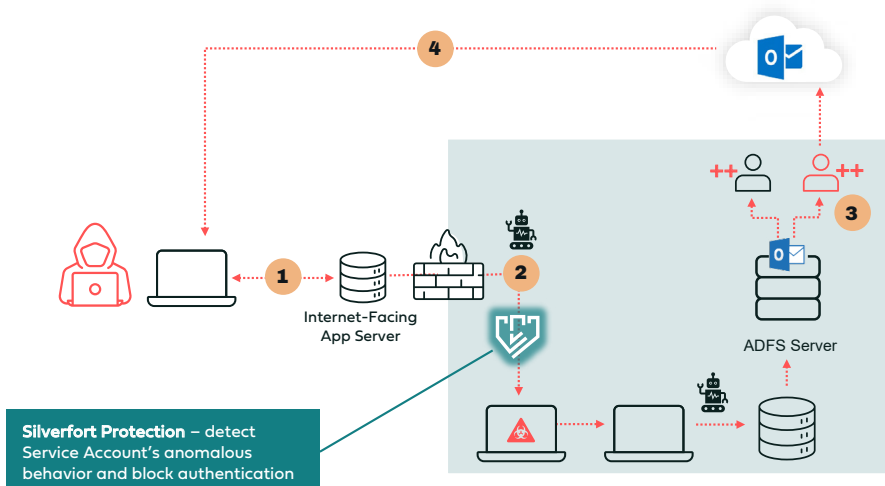 4
O
++
++
3
1
2
O
Internet-Facing
App Server
ADFS Server
Silverfort Protection – detect
Service Account's anomalous
behavior and block authentication